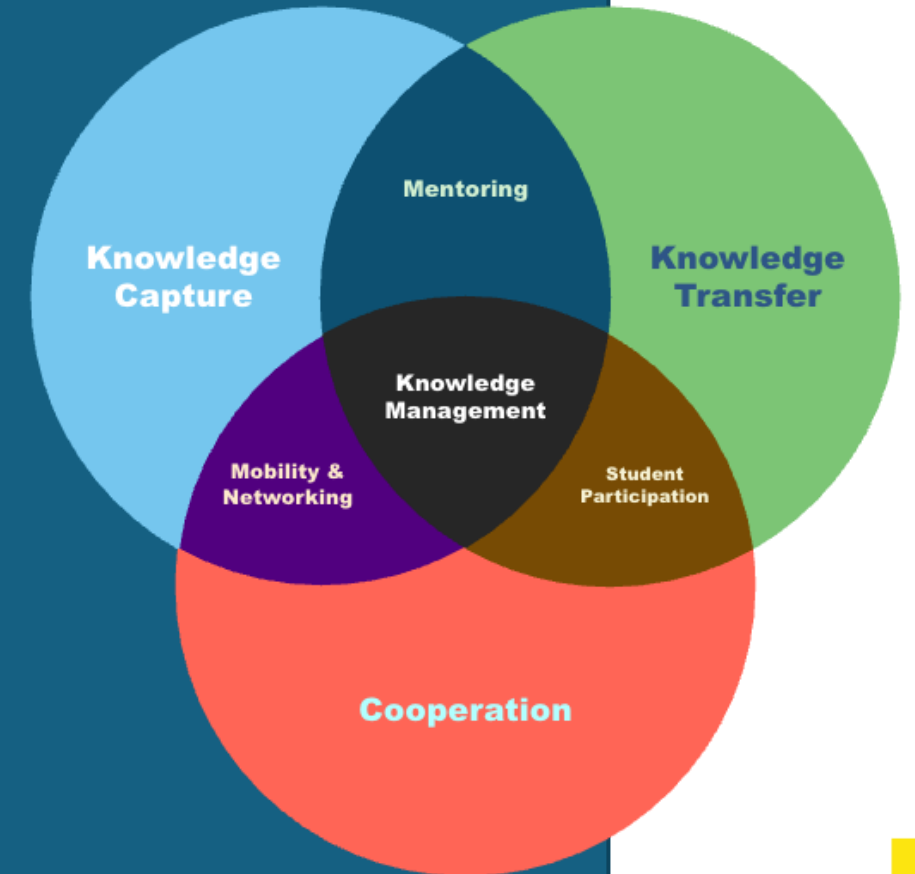 Mentoring
Knowledge
Capture
Knowledge
Transfer
Knowledge
Management
Mobility &
Networking
Student
Participation
Cooperation